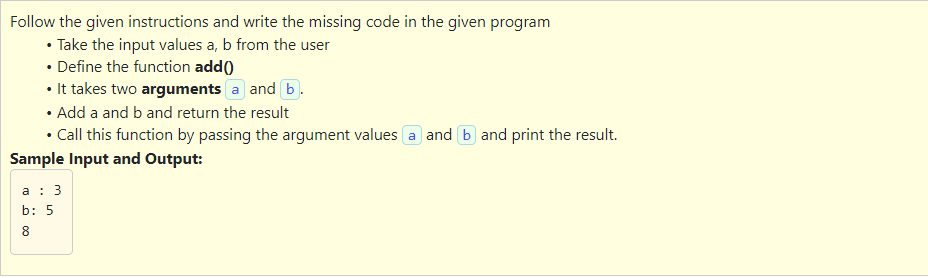 Follow the given instructions and write the missing code in the given program
• Take the input values a, b from the user
• Define the function add()
• It takes two arguments a and b.
• Add a and b and return the result
• Call this function by passing the argument values a and b and print the result.
Sample Input and Output:
a : 3
b: 5
8